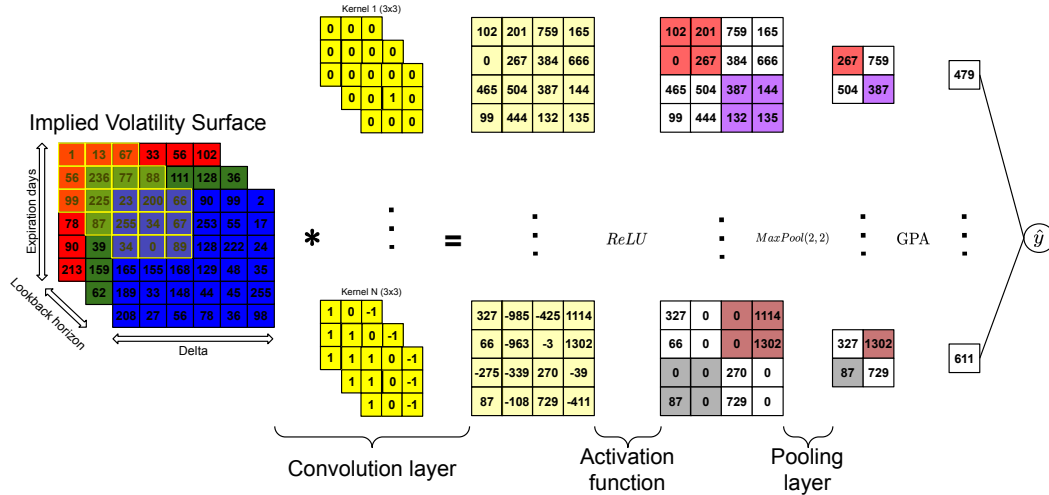 Kernel 1 (3x3)
0 0 0
0 0 0 0
0 0 0 0 0
0 0 1 0
0 0 0
102 201 759 165
0 267 384 666
465 504 387 144
99 444 132 135
102 201 759 165
0 267 384 666
465 504 387 144
99 444 132 135
267 759
504 387
479
Implied Volatility Surface
Expiration days
Lookback horizon
Delta
1 13 67 33 56 102
56 236 77 88 111 128 36
99 225 23 200 66 90 99 2
78 87 255 34 67 253 55 17
90 39 34 0 89 128 222 24
213 159 165 155 168 129 48 35
62 189 33 148 44 45 255
208 27 56 78 36 98
*
=
ReLU
MaxPool(2,2)
GPA
ŷ
Kernel N (3x3)
1 0 -1
1 1 0 -1
1 1 1 0 -1
1 1 0 -1
1 0 -1
327 -985 -425 1114
66 -963 -3 1302
-275 -339 270 -39
87 -108 729 -411
327 0 0 1114
66 0 0 1302
0 0 270 0
87 0 729 0
327 1302
87 729
611
Convolution layer
Activation
function
Pooling
layer